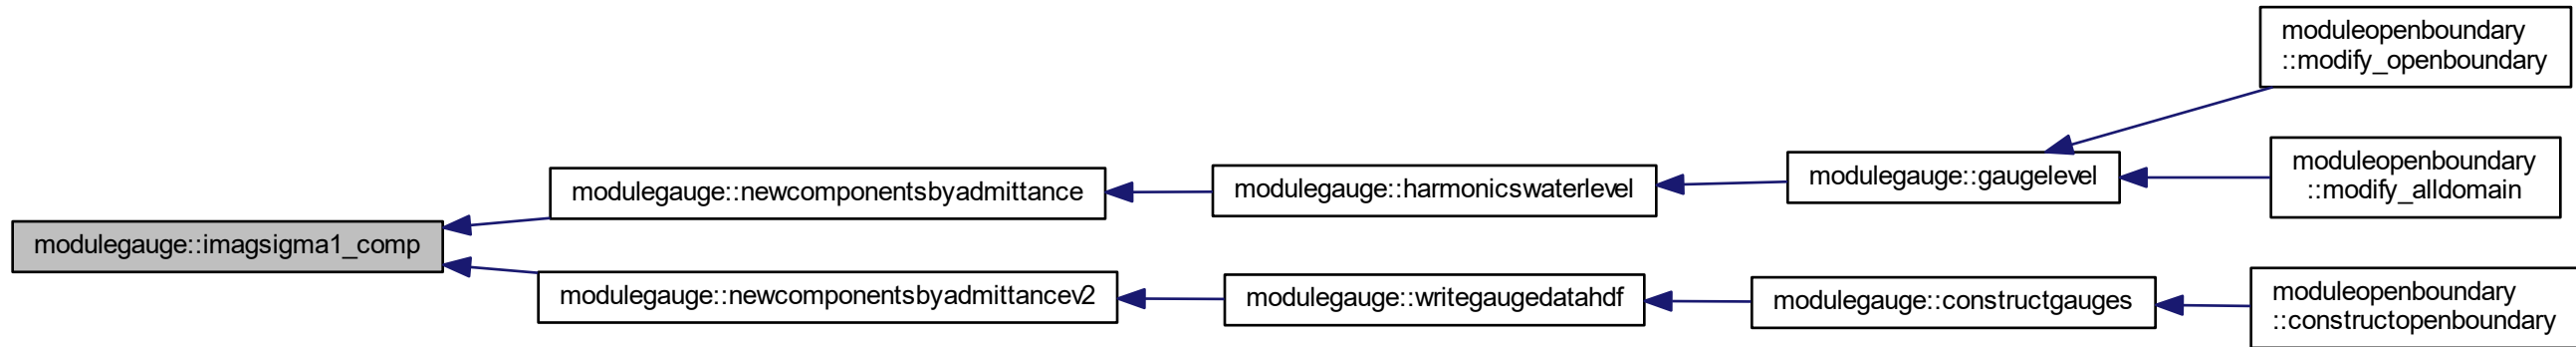 moduleopenboundary
::modify_openboundary
moduleopenboundary
::modify_alldomain
modulegauge::gaugelevel
modulegauge::harmonicswaterlevel
modulegauge::newcomponentsbyadmittance
modulegauge::imagsigma1_comp
modulegauge::newcomponentsbyadmittancev2
modulegauge::writegaugedatahdf
modulegauge::constructgauges
moduleopenboundary
::constructopenboundary